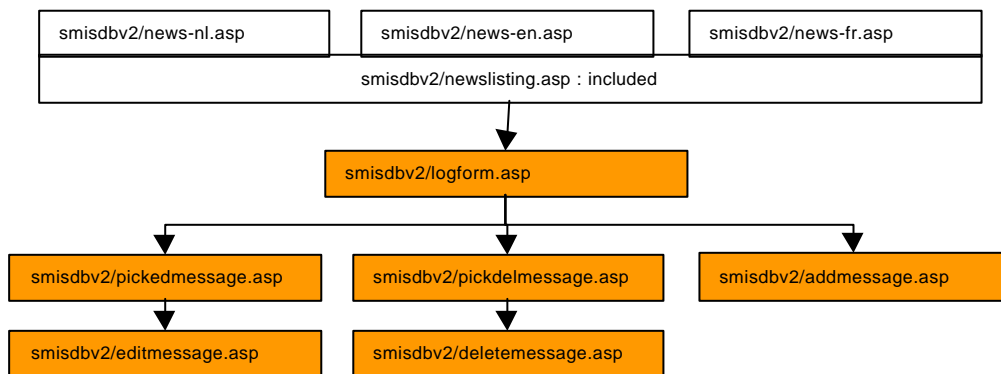 smisdbv2/news-nl.asp
smisdbv2/news-en.asp
smisdbv2/news-fr.asp
smisdbv2/newslisting.asp : included
smisdbv2/logform.asp
smisdbv2/pickedmessage.asp
smisdbv2/pickdelmessage.asp
smisdbv2/addmessage.asp
smisdbv2/editmessage.asp
smisdbv2/deletemessage.asp